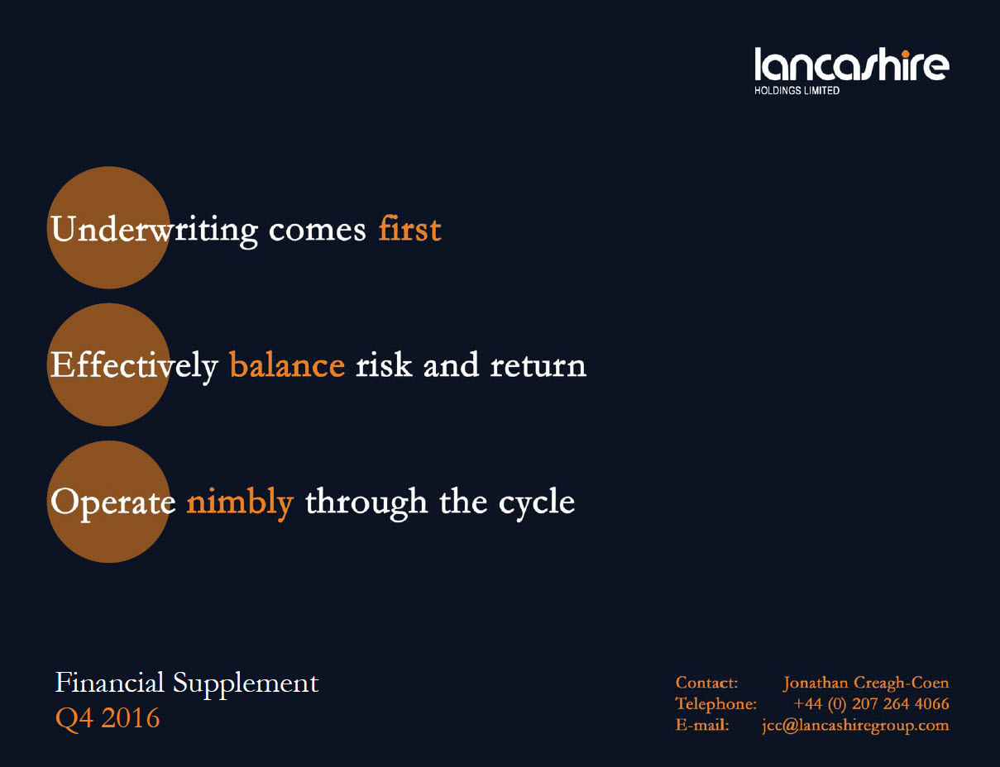 lancashire
HOLDINGS LIMITED
Underwriting comes first
Effectively balance risk and return
Operate nimbly through the cycle
Financial Supplement
Q4 2016
Contact: Jonathan Creagh-Coen
Telephone: +44 (0) 207 264 4066
E-mail: jcc@lancashiregroup.com